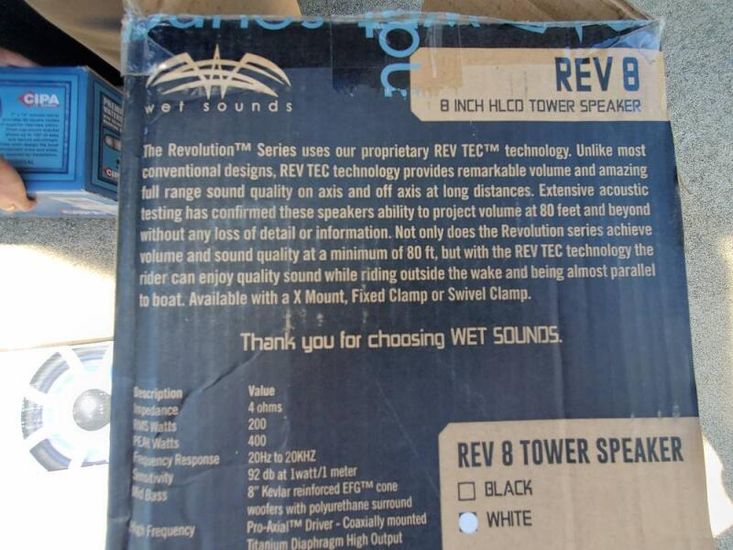 wet sounds
REV 8
8 INCH HLCD TOWER SPEAKER
CIPA
The Revolution™ Series uses our proprietary REV TEC™ technology. Unlike most
conventional designs, REV TEC technology provides remarkable volume and amazing
full range sound quality on axis and off axis at long distances. Extensive acoustic
testing has confirmed these speakers ability to project volume at 80 feet and beyond
without any loss of detail or information. Not only does the Revolution series achieve
volume and sound quality at a minimum of 80 ft, but with the REV TEC technology the
rider can enjoy quality sound while riding outside the wake and being almost parallel
to boat. Available with a X Mount, Fixed Clamp or Swivel Clamp.
Thank you for choosing WET SOUNDS.
Description Value
Impedance 4 ohms
RMS Watts 200
PEAK Watts 400
Frequency Response 20Hz to 20KHZ
Sensitivity 92 db at 1watt/1 meter
Mid Bass 8" Kevlar reinforced EFG™ cone
woofers with polyurethane surround
High Frequency Pro-Axial™ Driver - Coaxially mounted
Titanium Diaphragm High Output
REV 8 TOWER SPEAKER
BLACK
WHITE